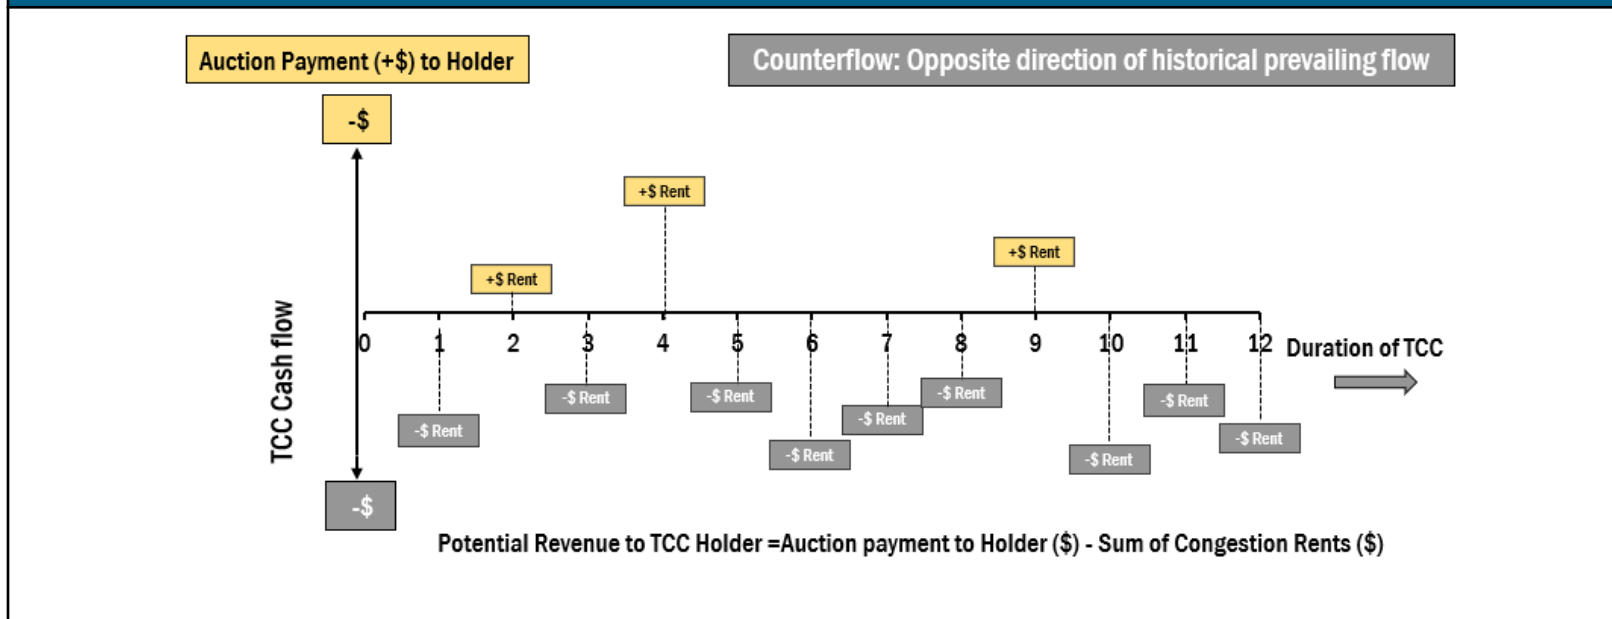 Auction Payment (+$) to Holder
Counterflow: Opposite direction of historical prevailing flow
-$
+$ Rent
+$ Rent
+$ Rent
TCC Cash flow
0 1 2 3 4 5 6 7 8 9 10 11 12 Duration of TCC
-$ Rent
-$ Rent
-$ Rent
-$ Rent
-$ Rent
-$ Rent
-$ Rent
-$ Rent
-$ Rent
-$
Potential Revenue to TCC Holder =Auction payment to Holder ($) - Sum of Congestion Rents ($)